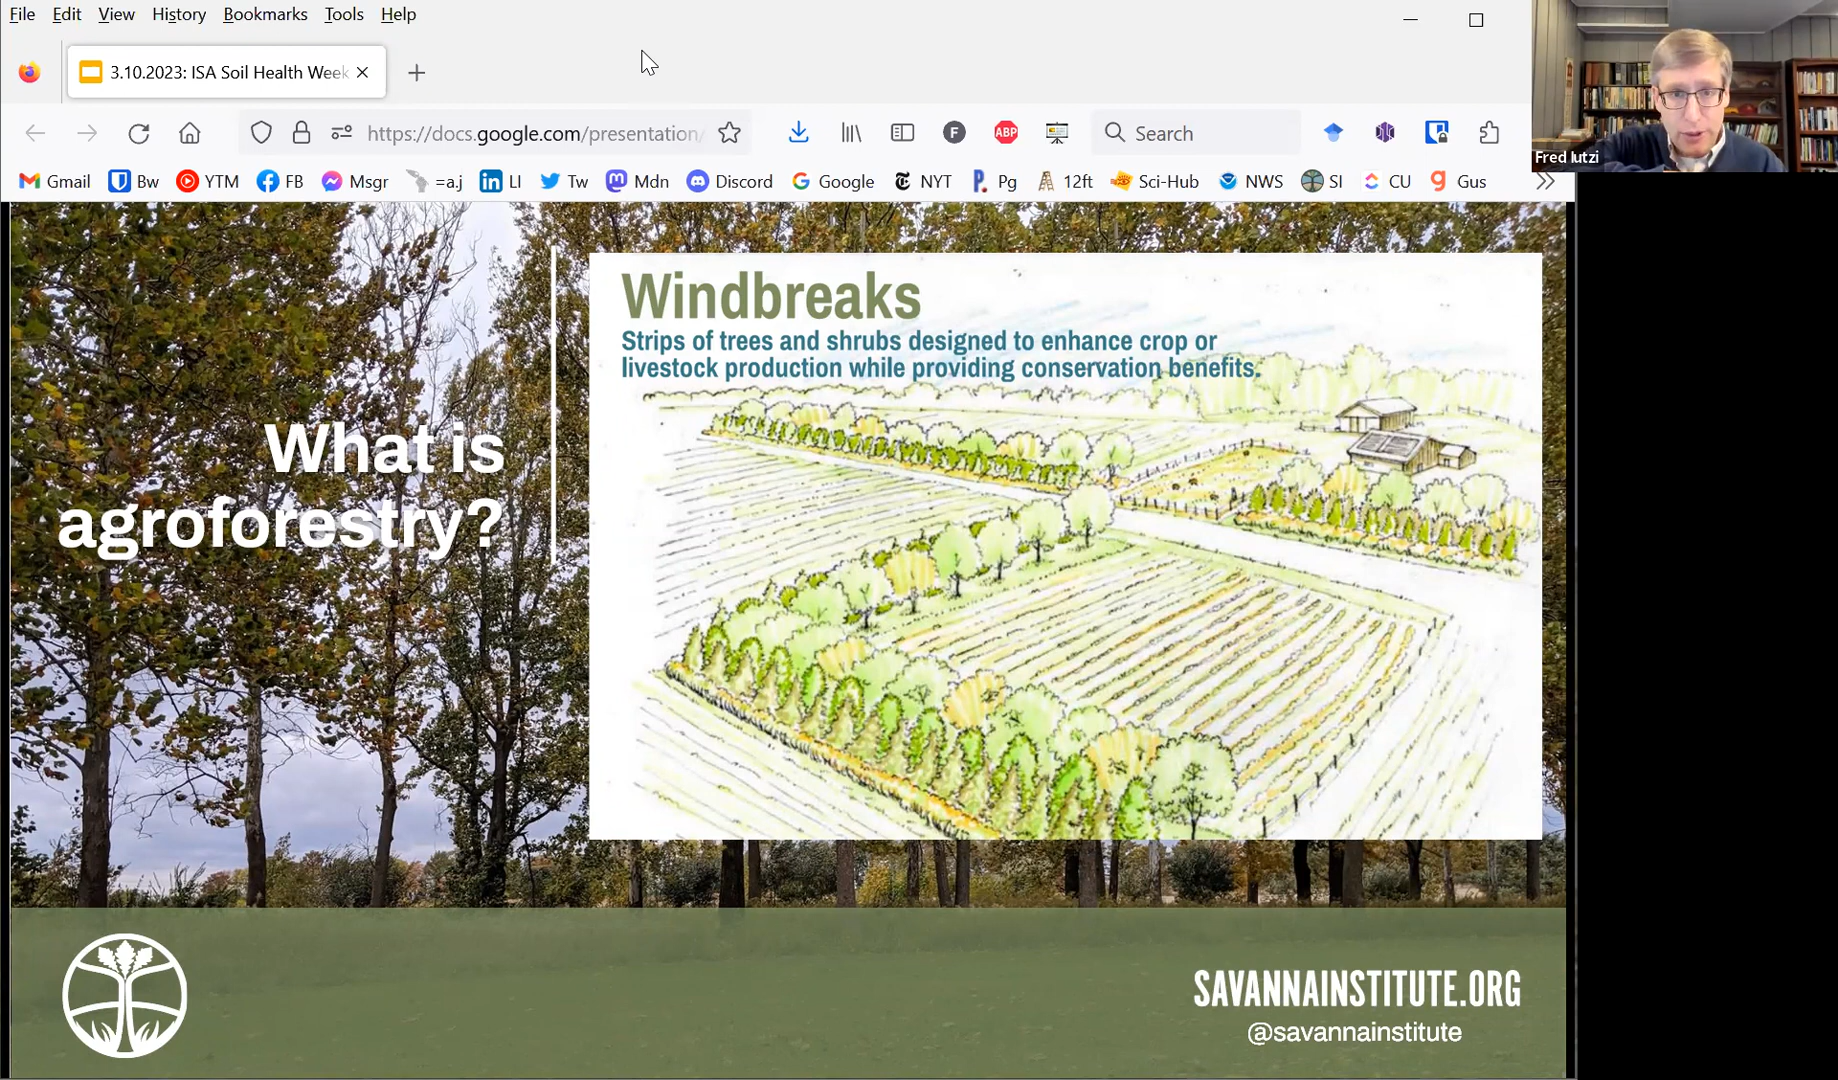 File Edit View History Bookmarks Tools Help
3.10.2023: ISA Soil Health Week
https://docs.google.com/presentation/
Search
F
ABP
Fred Iutzi
Gmail Bw YTM FB Msgr =a.j LI Tw Mdn Discord Google NYT Pg 12ft Sci-Hub NWS SI CU Gus
What is
agroforestry?
Windbreaks
Strips of trees and shrubs designed to enhance crop or
livestock production while providing conservation benefits.
SAVANNAINSTITUTE.ORG
@savannainstitute